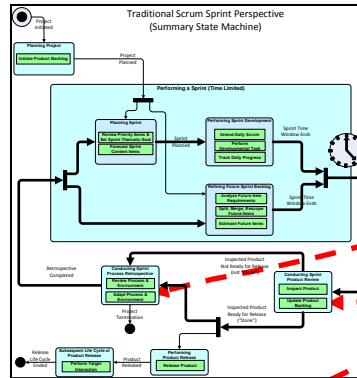 Traditional Scrum Sprint Perspective
(Summary State Machine)
Project
Initiated
Planning Project
Initiate Product Backlog
Project
Planned
Performing a Sprint (Time Limited)
Planning Sprint
Review Priority Items &
Set Sprint Thematic Goal
Forecast Sprint
Content Items
Sprint
Planned
Performing Sprint Development
Attend Daily Scrum
Perform
Developmental Task
Track Daily Progress
Sprint Time
Window Ends
Refining Future Sprint Backlog
Analyze Future Item
Requirements
Split, Merge, Rescope
Future Items
Estimate Future Items
Sprint Time
Window Ends
Inspected Product
Not Ready for Release
(not
Retrospective
Completed
Conducting Sprint
Process Retrospective
Review Process &
Environment
Adapt Process &
Environment
Conducting Sprint
Product Review
Inspect Product
Update Product
Backlog
Inspected Product
Ready for Release
("Done")
Project
Termination
Release
Life Cycle
Ended
Subsequent Life Cycle of
Product Release
Perform Target
Interaction
Product
Released
Performing
Product Release
Release Product